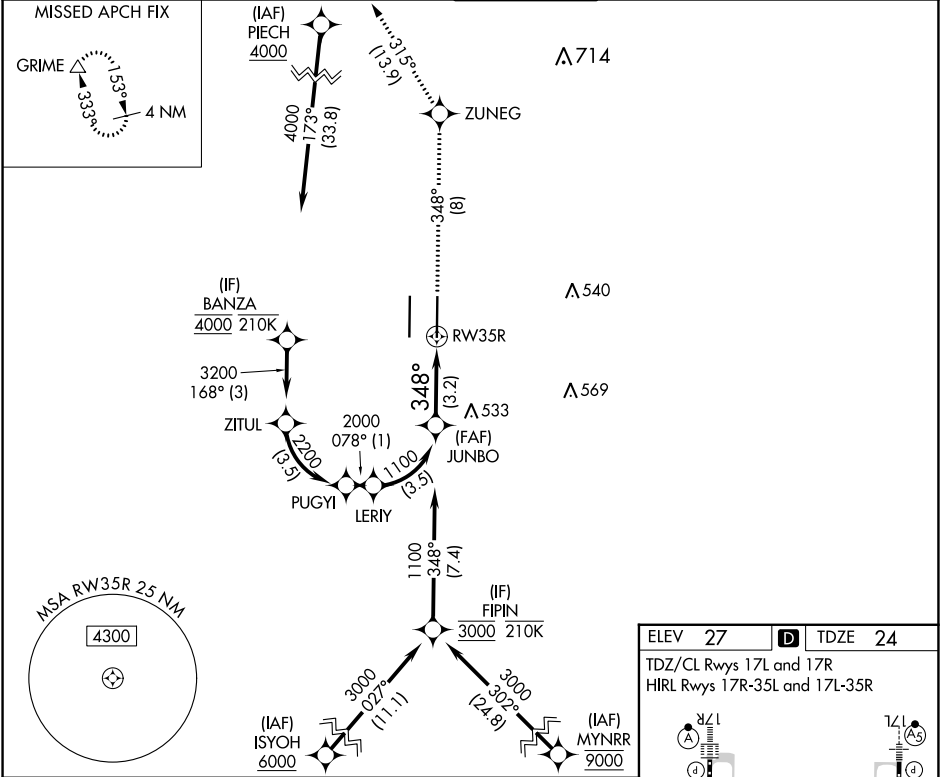 MISSED APCH FIX
GRIME
153°
333°
4 NM
(IAF)
PIECH
4000
4000
173°
(33.8)
315°
(13.9)
714
ZUNEG
348°
(8)
540
(IF)
BANZA
4000 210K
3200
168° (3)
RW35R
348°
(3.2)
569
533
ZITUL
2200
(3.5)
2000
078° (1)
(FAF)
JUNBO
1100
(3.5)
PUGYI
LERIY
1100
348°
(7.4)
MSA RW35R 25 NM
4300
(IF)
FIPIN
3000 210K
3000
027°
(11.1)
3000
302°
(24.8)
(IAF)
ISYOH
6000
(IAF)
MYNRR
9000
ELEV 27 D TDZE 24
TDZ/CL Rwys 17L and 17R
HIRL Rwys 17R-35L and 17L-35R
17R
17L
A
A5
P
P